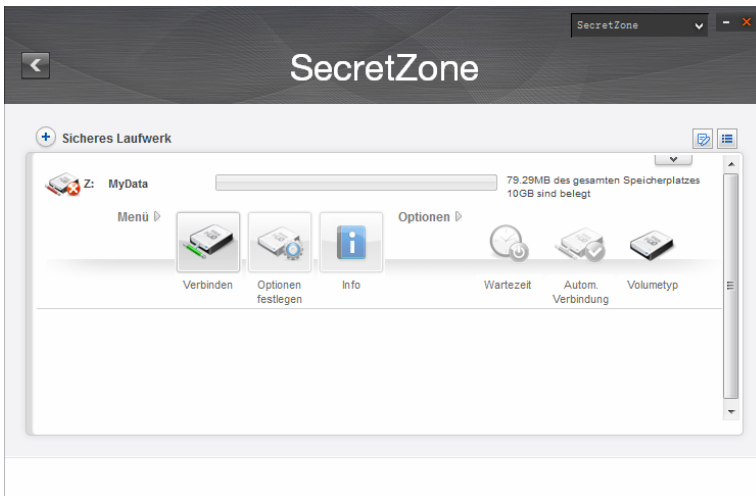 SecretZone
SecretZone
Sicheres Laufwerk
Z: MyData
79.29MB des gesamten Speicherplatzes
10GB sind belegt
Menü
Optionen
Verbinden
Optionen
festlegen
Info
Wartezeit
Autom.
Verbindung
Volumetyp